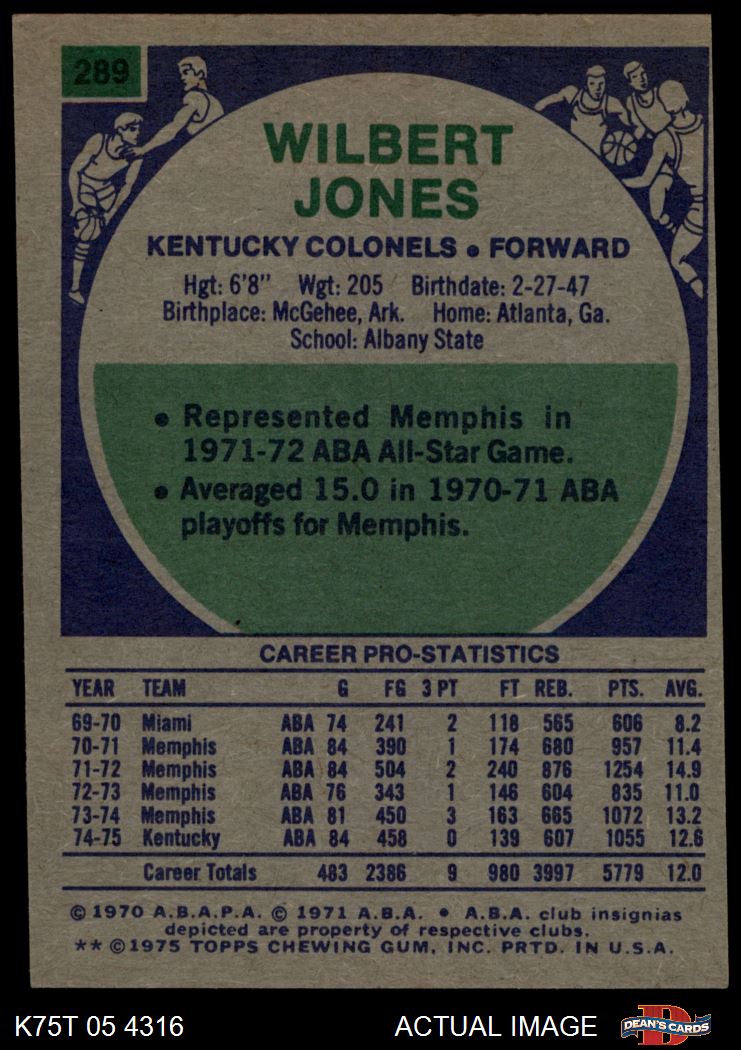 289
WILBERT
JONES
KENTUCKY COLONELS • FORWARD
Hgt: 6'8" Wgt: 205 Birthdate: 2-27-47
Birthplace: McGehee, Ark. Home: Atlanta, Ga.
School: Albany State
• Represented Memphis in
1971-72 ABA All-Star Game.
• Averaged 15.0 in 1970-71 ABA
playoffs for Memphis.
CAREER PRO-STATISTICS
YEAR TEAM G FG 3 PT FT REB. PTS. AVG.
69-70 Miami ABA 74 241 2 118 565 606 8.2
70-71 Memphis ABA 84 390 1 174 680 957 11.4
71-72 Memphis ABA 84 504 2 240 876 1254 14.9
72-73 Memphis ABA 76 343 1 146 604 835 11.0
73-74 Memphis ABA 81 450 3 163 665 1072 13.2
74-75 Kentucky ABA 84 458 0 139 607 1055 12.6
Career Totals 483 2386 9 980 3997 5779 12.0
© 1970 A.B.A.P.A. © 1971 A.B.A. • A.B.A. club insignias
depicted are property of respective clubs.
** © 1975 TOPPS CHEWING GUM, INC. PRTD. IN U.S.A.
K75T 05 4316 ACTUAL IMAGE D DEAN'S CARDS